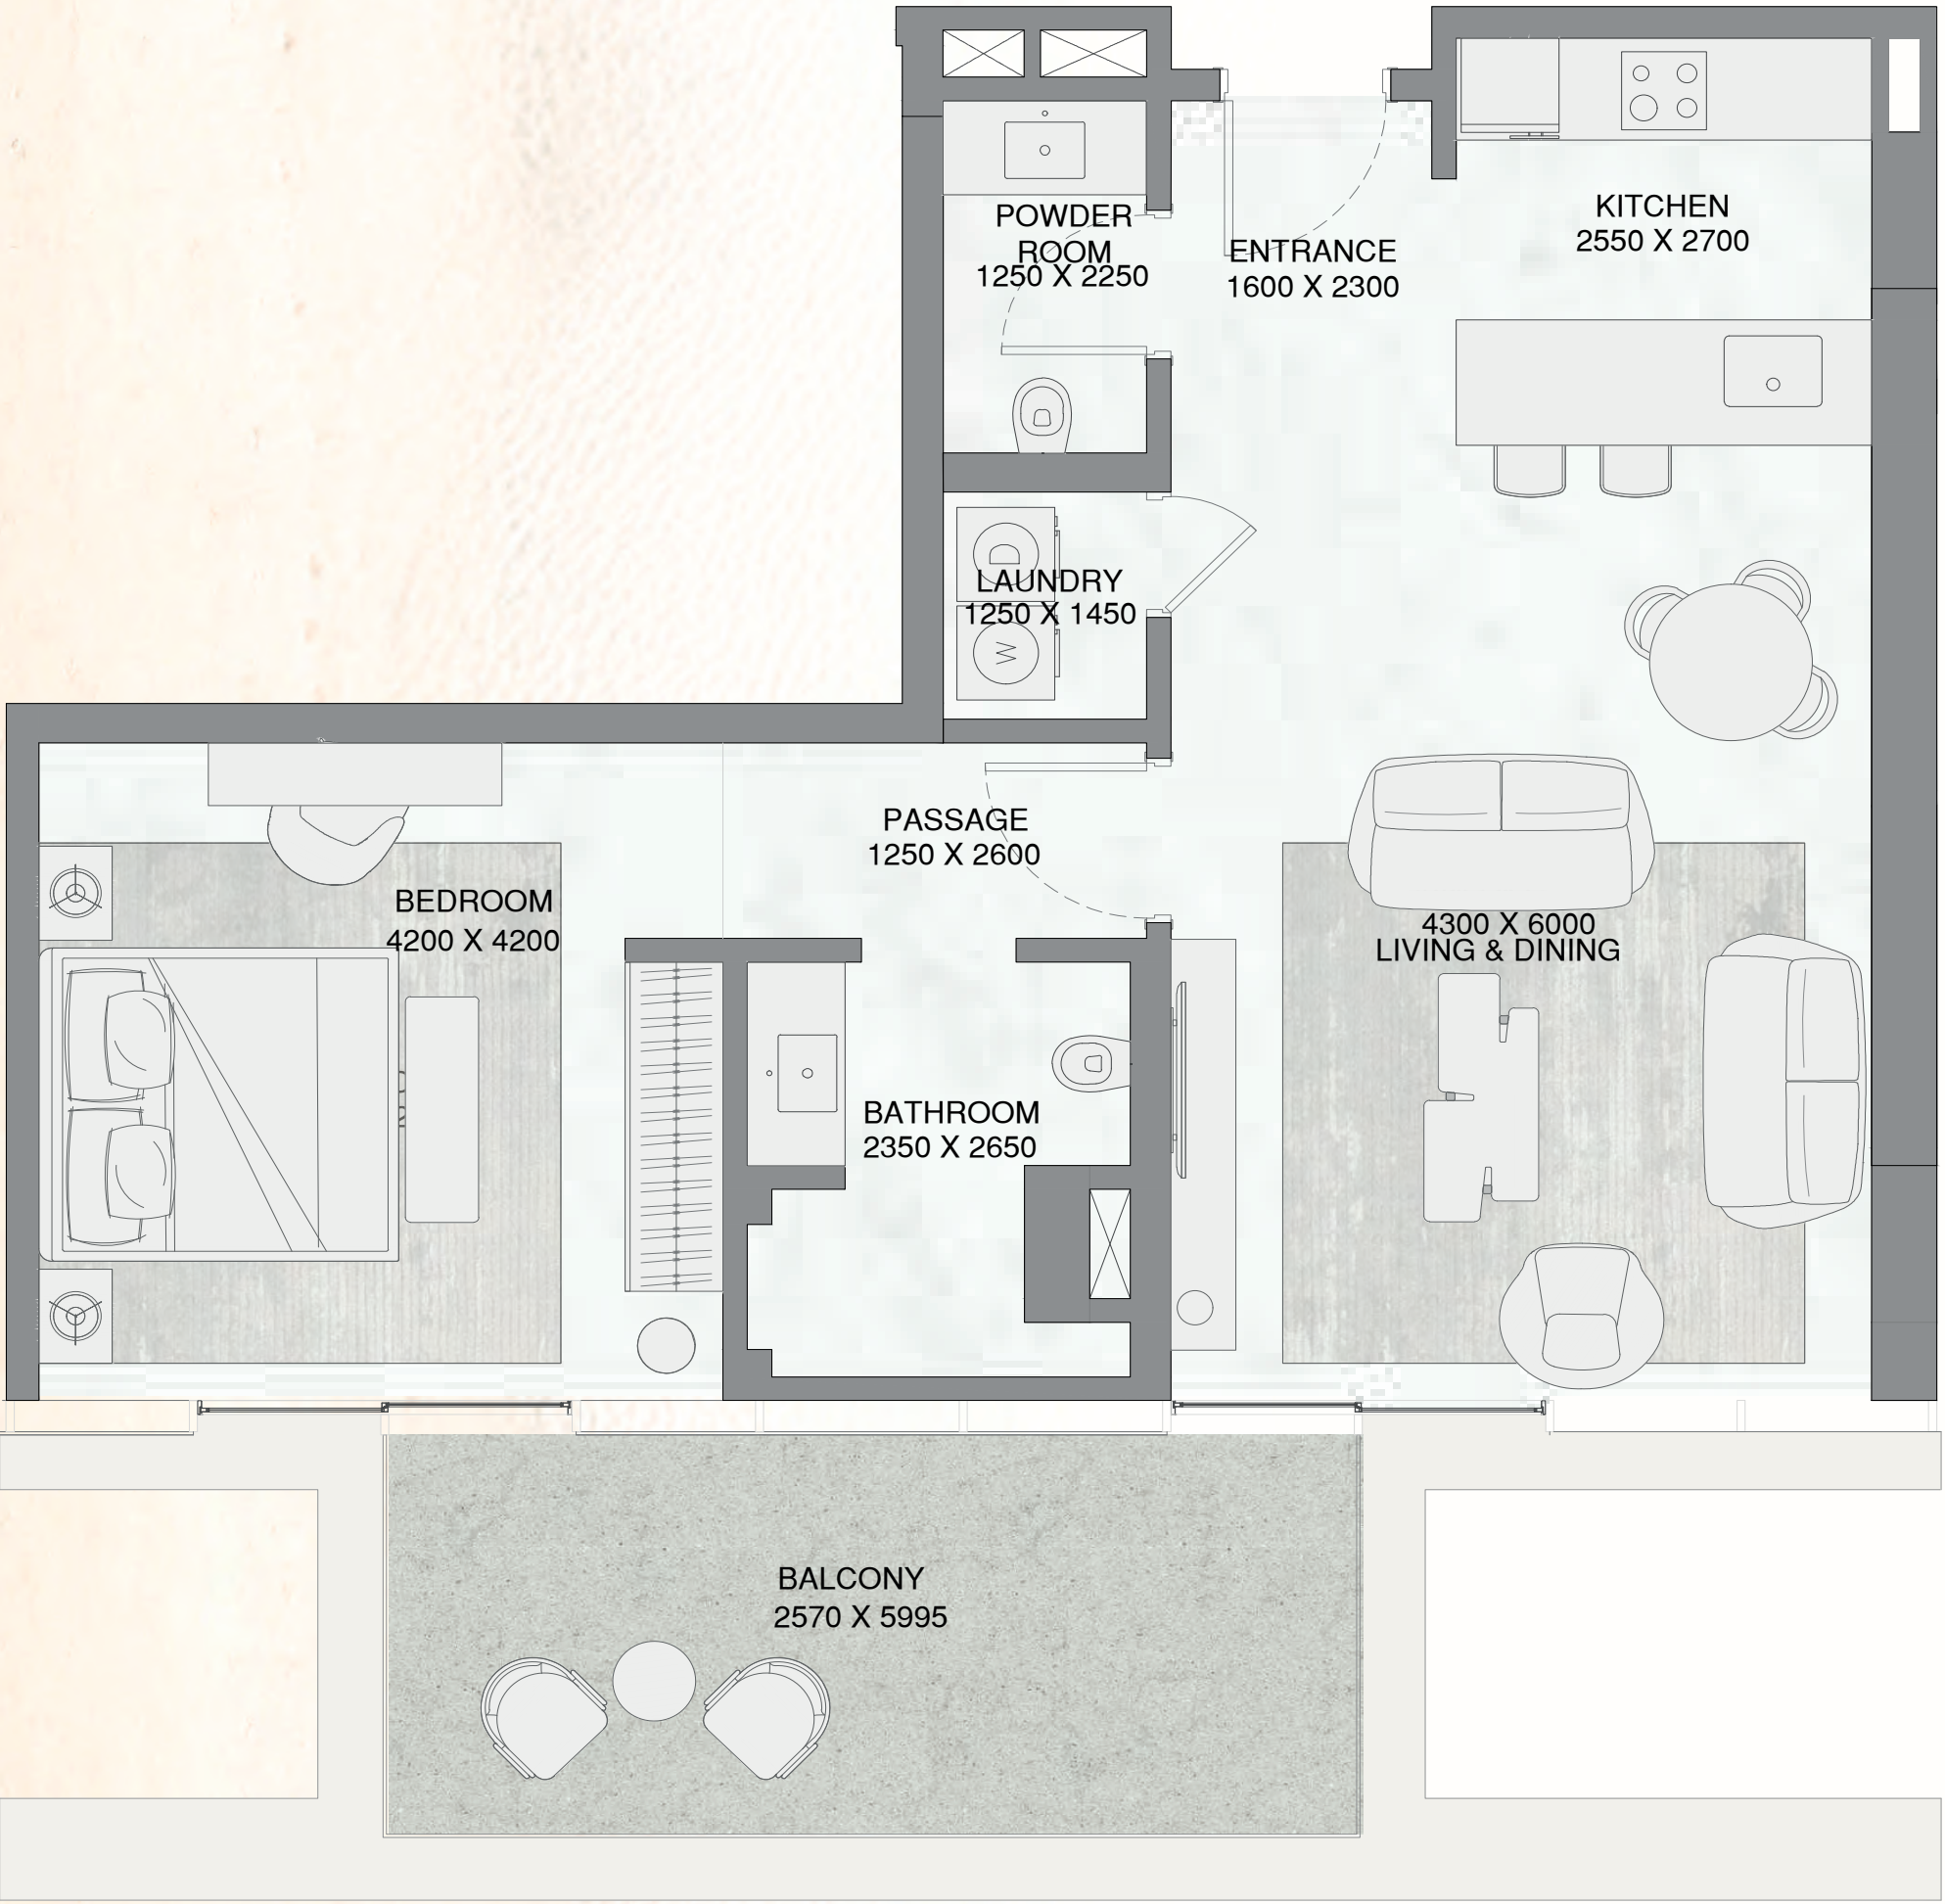 POWDER
ROOM
1250 X 2250
ENTRANCE
1600 X 2300
KITCHEN
2550 X 2700
D
LAUNDRY
1250 X 1450
W
PASSAGE
1250 X 2600
BEDROOM
4200 X 4200
4300 X 6000
LIVING & DINING
BATHROOM
2350 X 2650
BALCONY
2570 X 5995